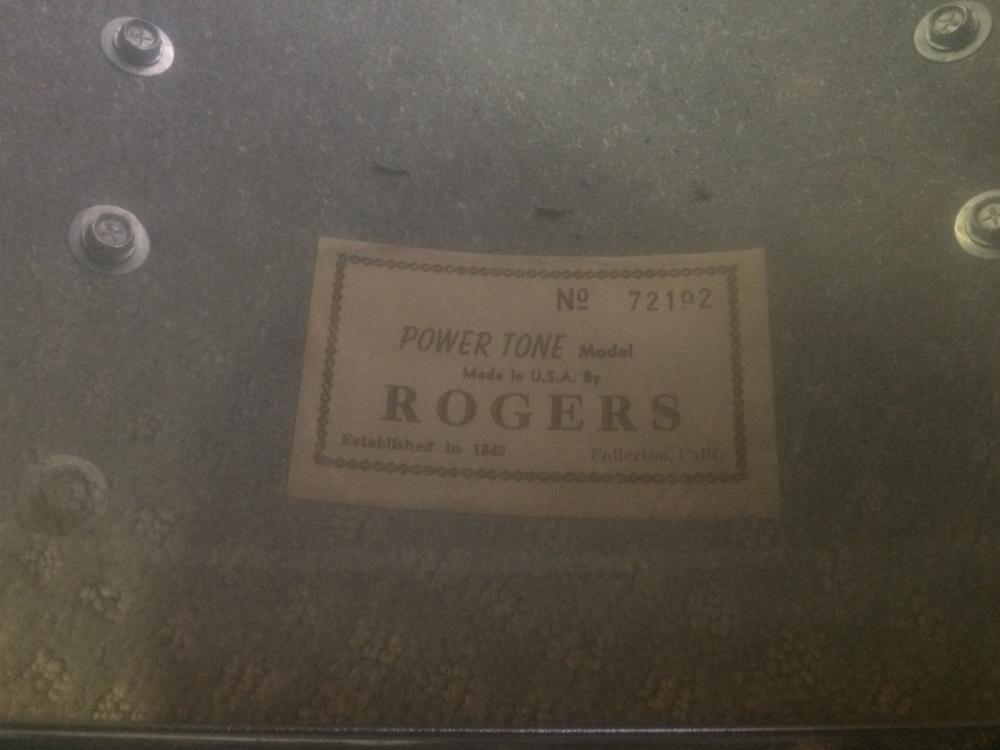 Nº 72192
POWER TONE Model
Made in U.S.A. By
ROGERS
Established in 1849 Fullerton, Calif.